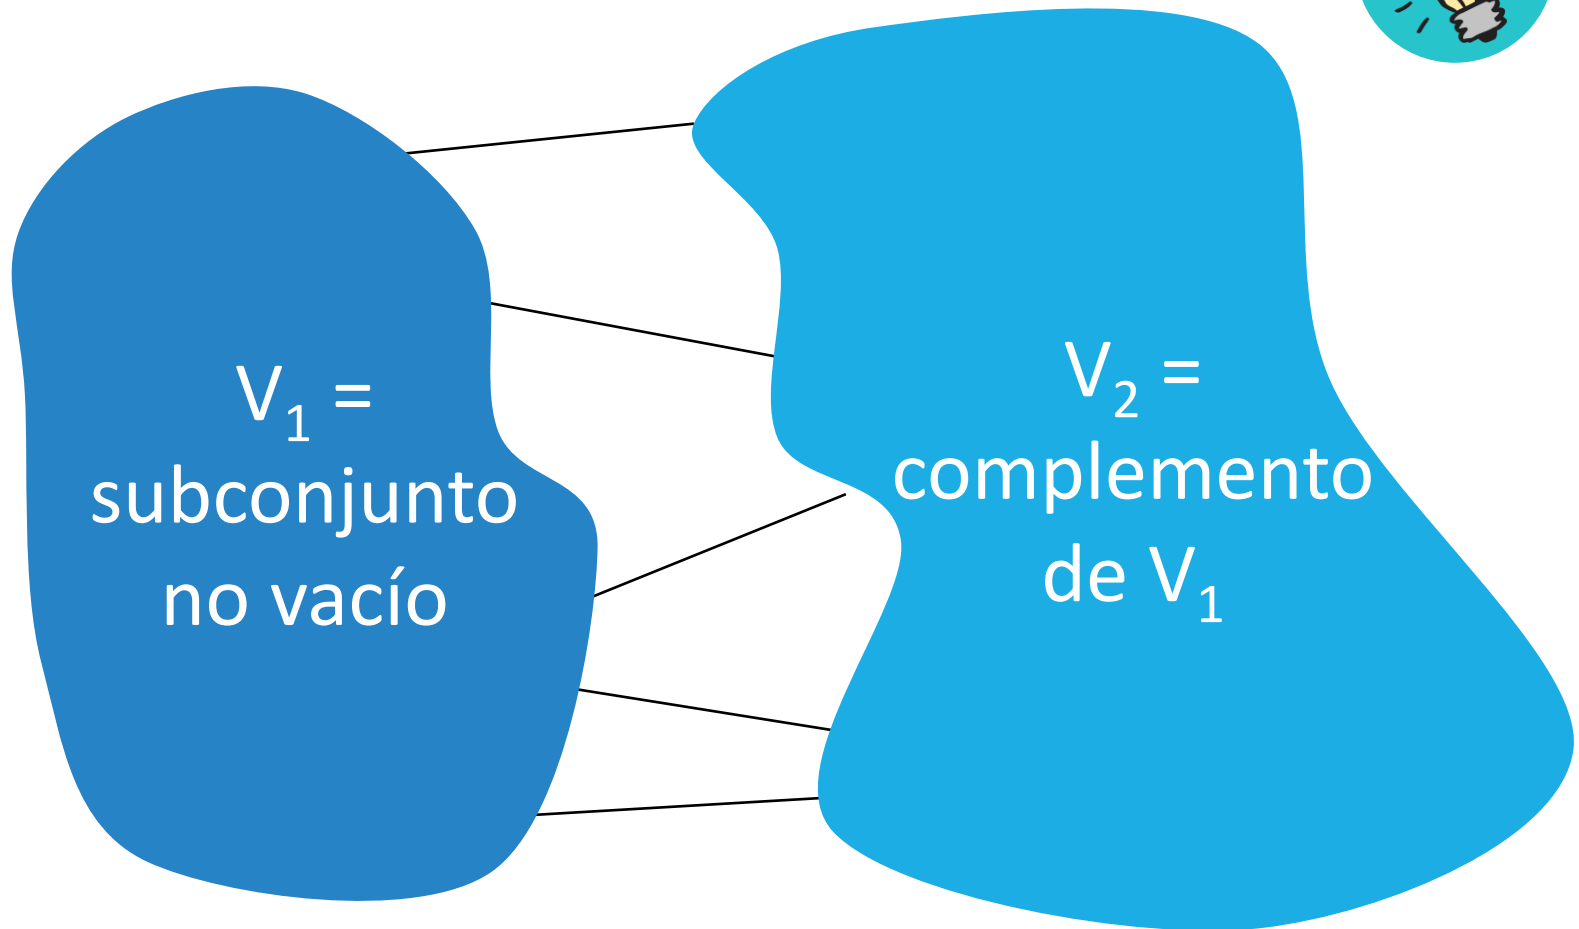 V₁ =
subconjunto
no vacío
V₂ =
complemento
de V₁